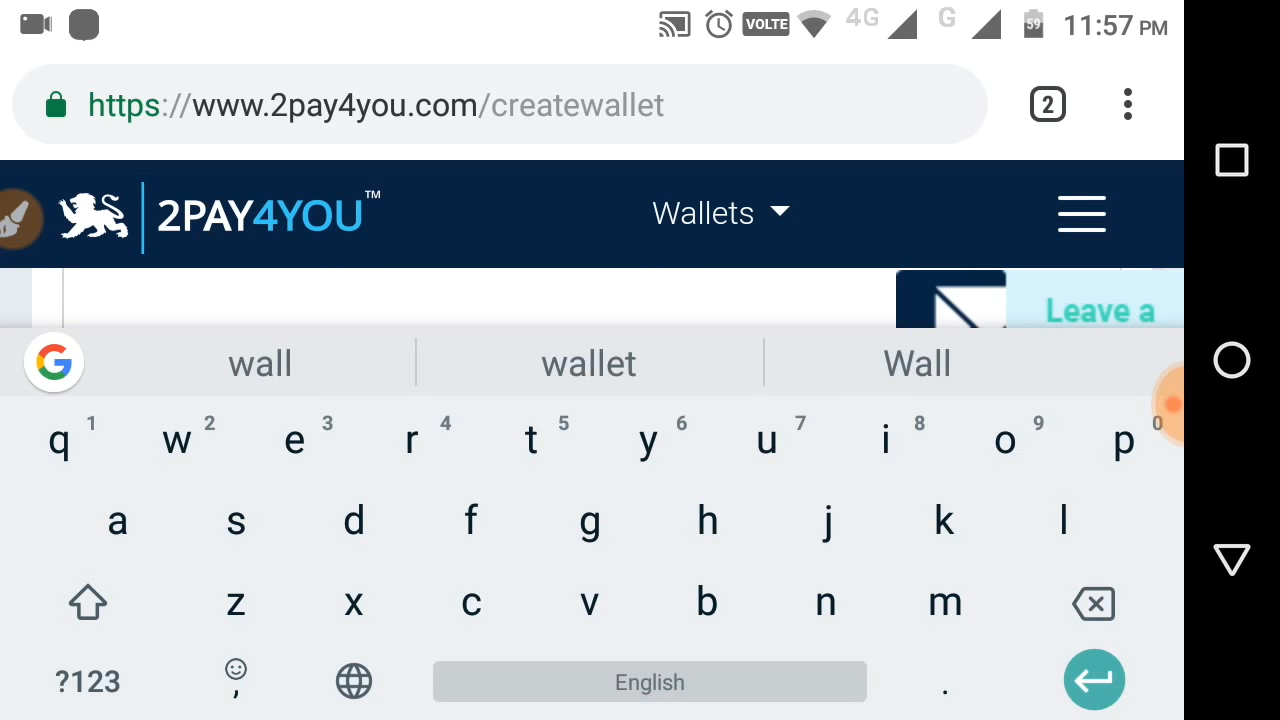 VOLTE 4G G 59 11:57 PM
https://www.2pay4you.com/createwallet 2
2PAY4YOU™ Wallets
Leave a
G wall wallet Wall
q 1 w 2 e 3 r 4 t 5 y 6 u 7 i 8 o 9 p 0
a s d f g h j k l
z x c v b n m
?123 , English .